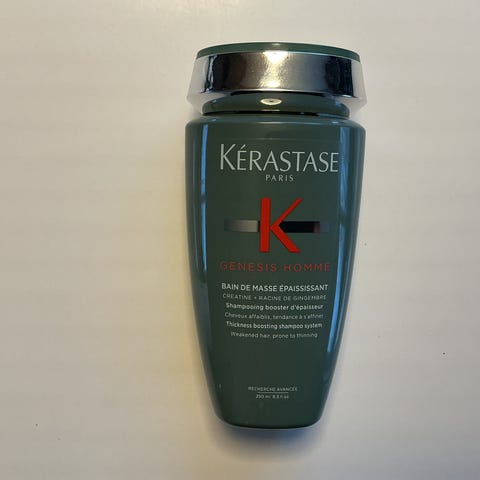 KÉRASTASE
PARIS
K
GENESIS HOMME
BAIN DE MASSE ÉPAISSISSANT
CREATINE + RACINE DE GINGEMBRE
Shampooing booster d'épaisseur
Cheveux affaiblis, tendance à s'affiner
Thickness boosting shampoo system
Weakened hair, prone to thinning
RECHERCHE AVANCÉE
250 ml 8.5 fl.oz